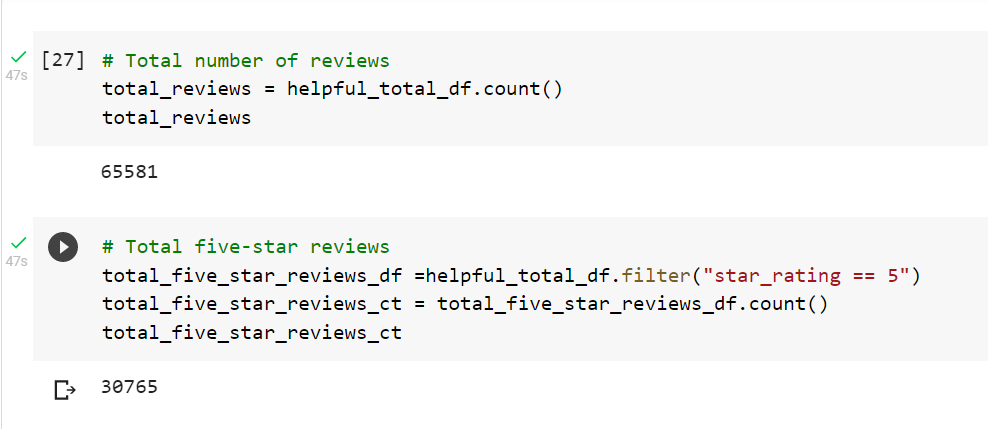 [27] # Total number of reviews
47s total_reviews = helpful_total_df.count()
total_reviews
65581
# Total five-star reviews
47s total_five_star_reviews_df =helpful_total_df.filter("star_rating == 5")
total_five_star_reviews_ct = total_five_star_reviews_df.count()
total_five_star_reviews_ct
30765